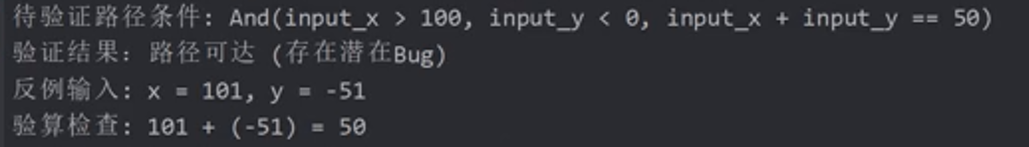 待验证路径条件: And(input_x > 100, input_y < 0, input_x + input_y == 50)
验证结果: 路径可达 (存在潜在Bug)
反例输入: x = 101, y = -51
验算检查: 101 + (-51) = 50